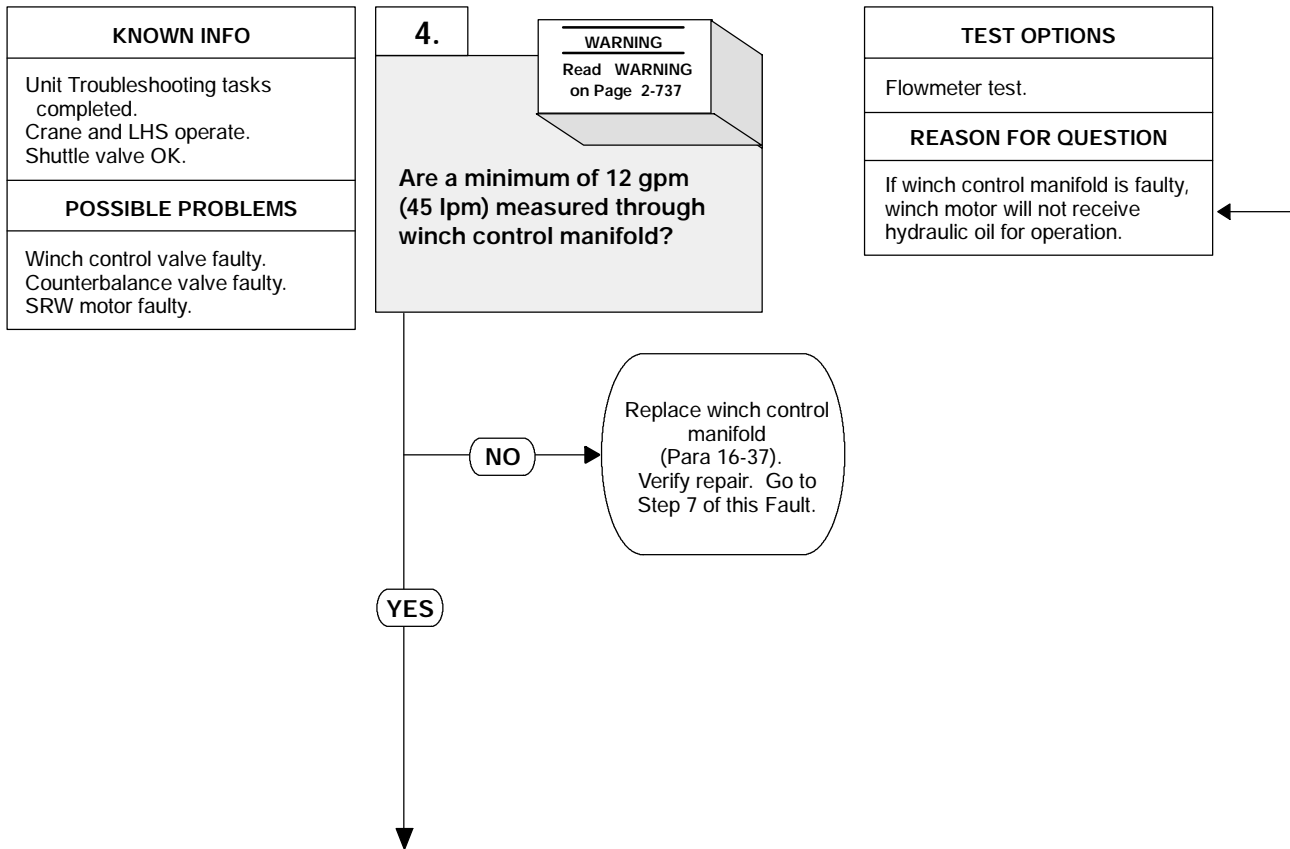 KNOWN INFO
Unit Troubleshooting tasks
completed.
Crane and LHS operate.
Shuttle valve OK.
POSSIBLE PROBLEMS
Winch control valve faulty.
Counterbalance valve faulty.
SRW motor faulty.
4.
WARNING
Read WARNING
on Page 2-737
Are a minimum of 12 gpm
(45 lpm) measured through
winch control manifold?
TEST OPTIONS
Flowmeter test.
REASON FOR QUESTION
If winch control manifold is faulty,
winch motor will not receive
hydraulic oil for operation.
NO
Replace winch control
manifold
(Para 16-37).
Verify repair. Go to
Step 7 of this Fault.
YES